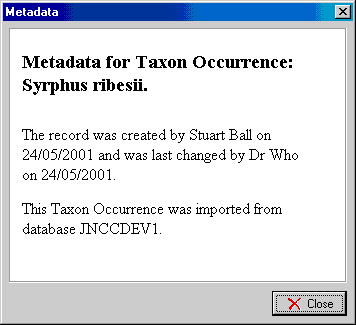 Metadata
Metadata for Taxon Occurrence:
Syrphus ribesii.
The record was created by Stuart Ball on
24/05/2001 and was last changed by Dr Who
on 24/05/2001.
This Taxon Occurrence was imported from
database JNCCDEV1.
Close